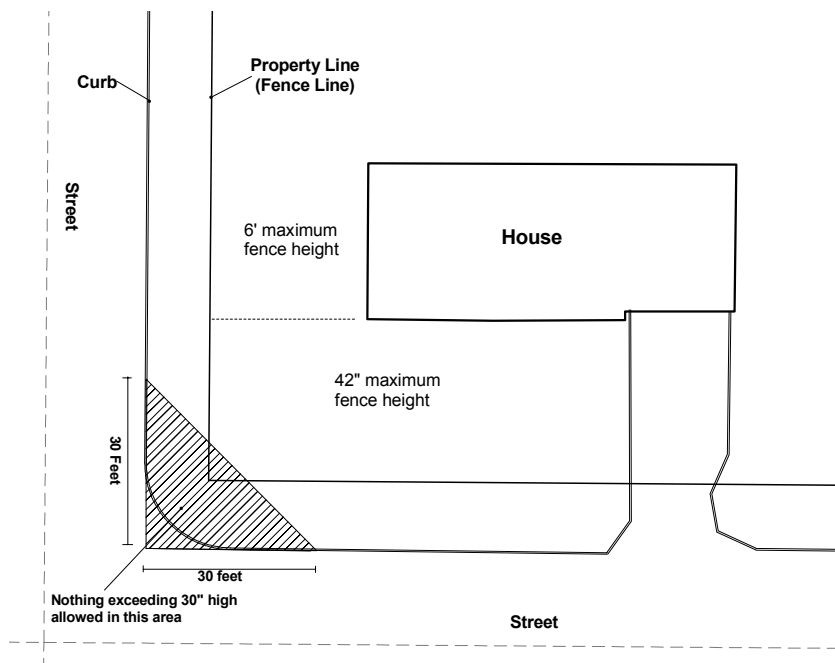 Property Line
(Fence Line)
Curb
Street
6' maximum
fence height
House
42" maximum
fence height
30 Feet
30 feet
Nothing exceeding 30" high
allowed in this area
Street